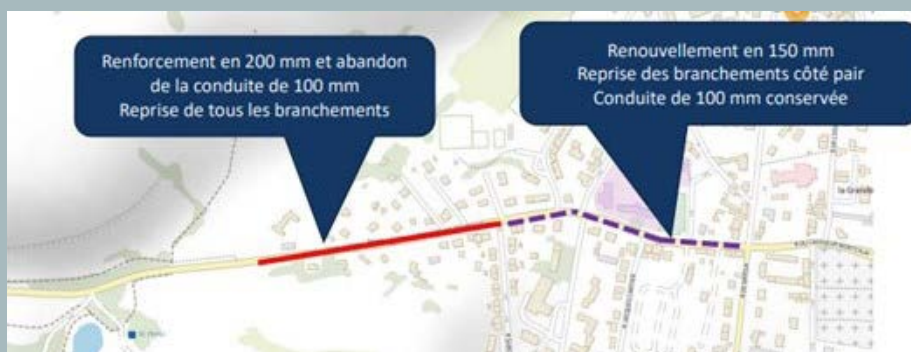 Renforcement en 200 mm et abandon
de la conduite de 100 mm
Reprise de tous les branchements
Renouvellement en 150 mm
Reprise des branchements côté pair
Conduite de 100 mm conservée
la Grande